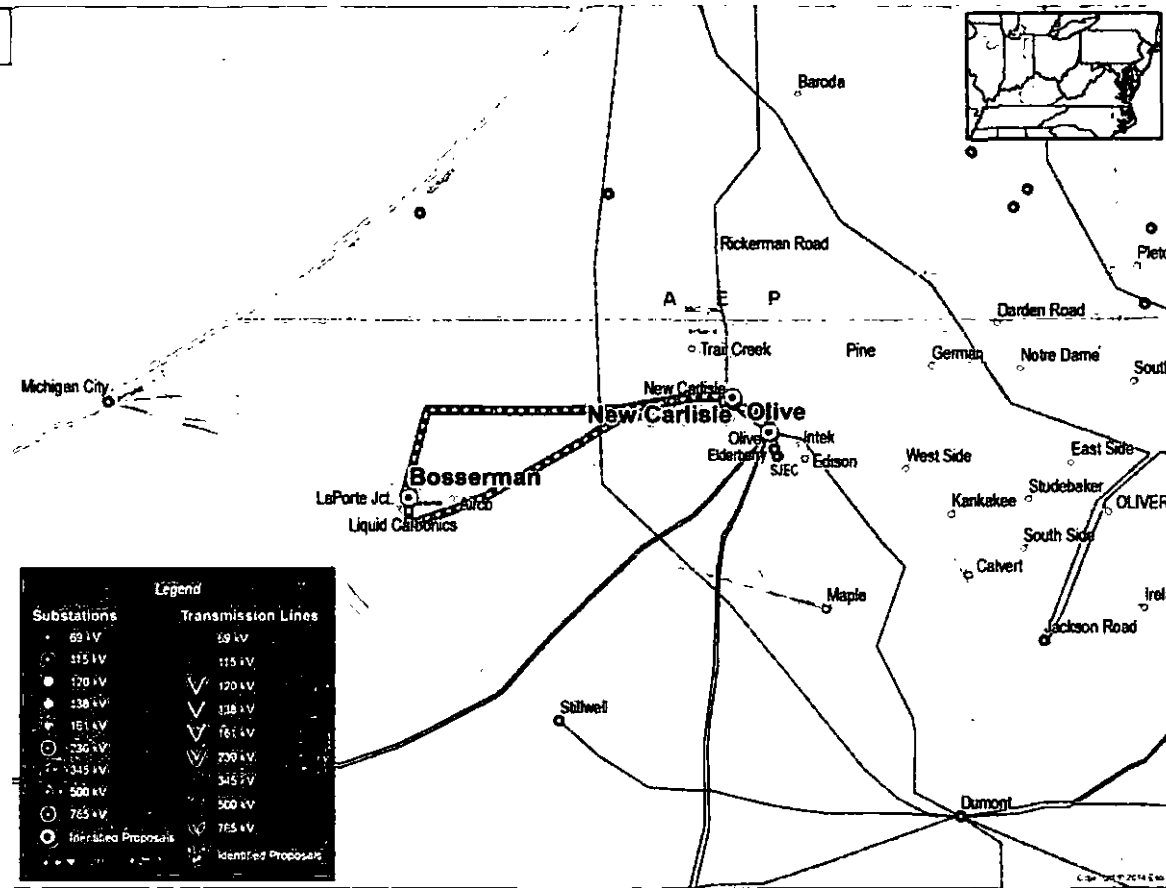 Baroda
Rickerman Road
Pletc
A E P
Darden Road
Trail Creek
Pine
German
Notre Dame
South
Michigan City
New Carlisle
New Carlisle
Olive
Olive
Intek
Elderberry
SJEC
Edison
West Side
East Side
Bosserman
LaPorte Jct.
Airco
Liquid Carbonics
Kankakee
Studebaker
OLIVER
South Side
Calvert
Maple
Irel
Jackson Road
Stillwell
Dumont
Legend
Substations
Transmission Lines
69 kV
69 kV
115 kV
115 kV
120 kV
120 kV
138 kV
138 kV
161 kV
161 kV
230 kV
230 kV
345 kV
345 kV
500 kV
500 kV
765 kV
765 kV
Identified Proposals
Identified Proposals